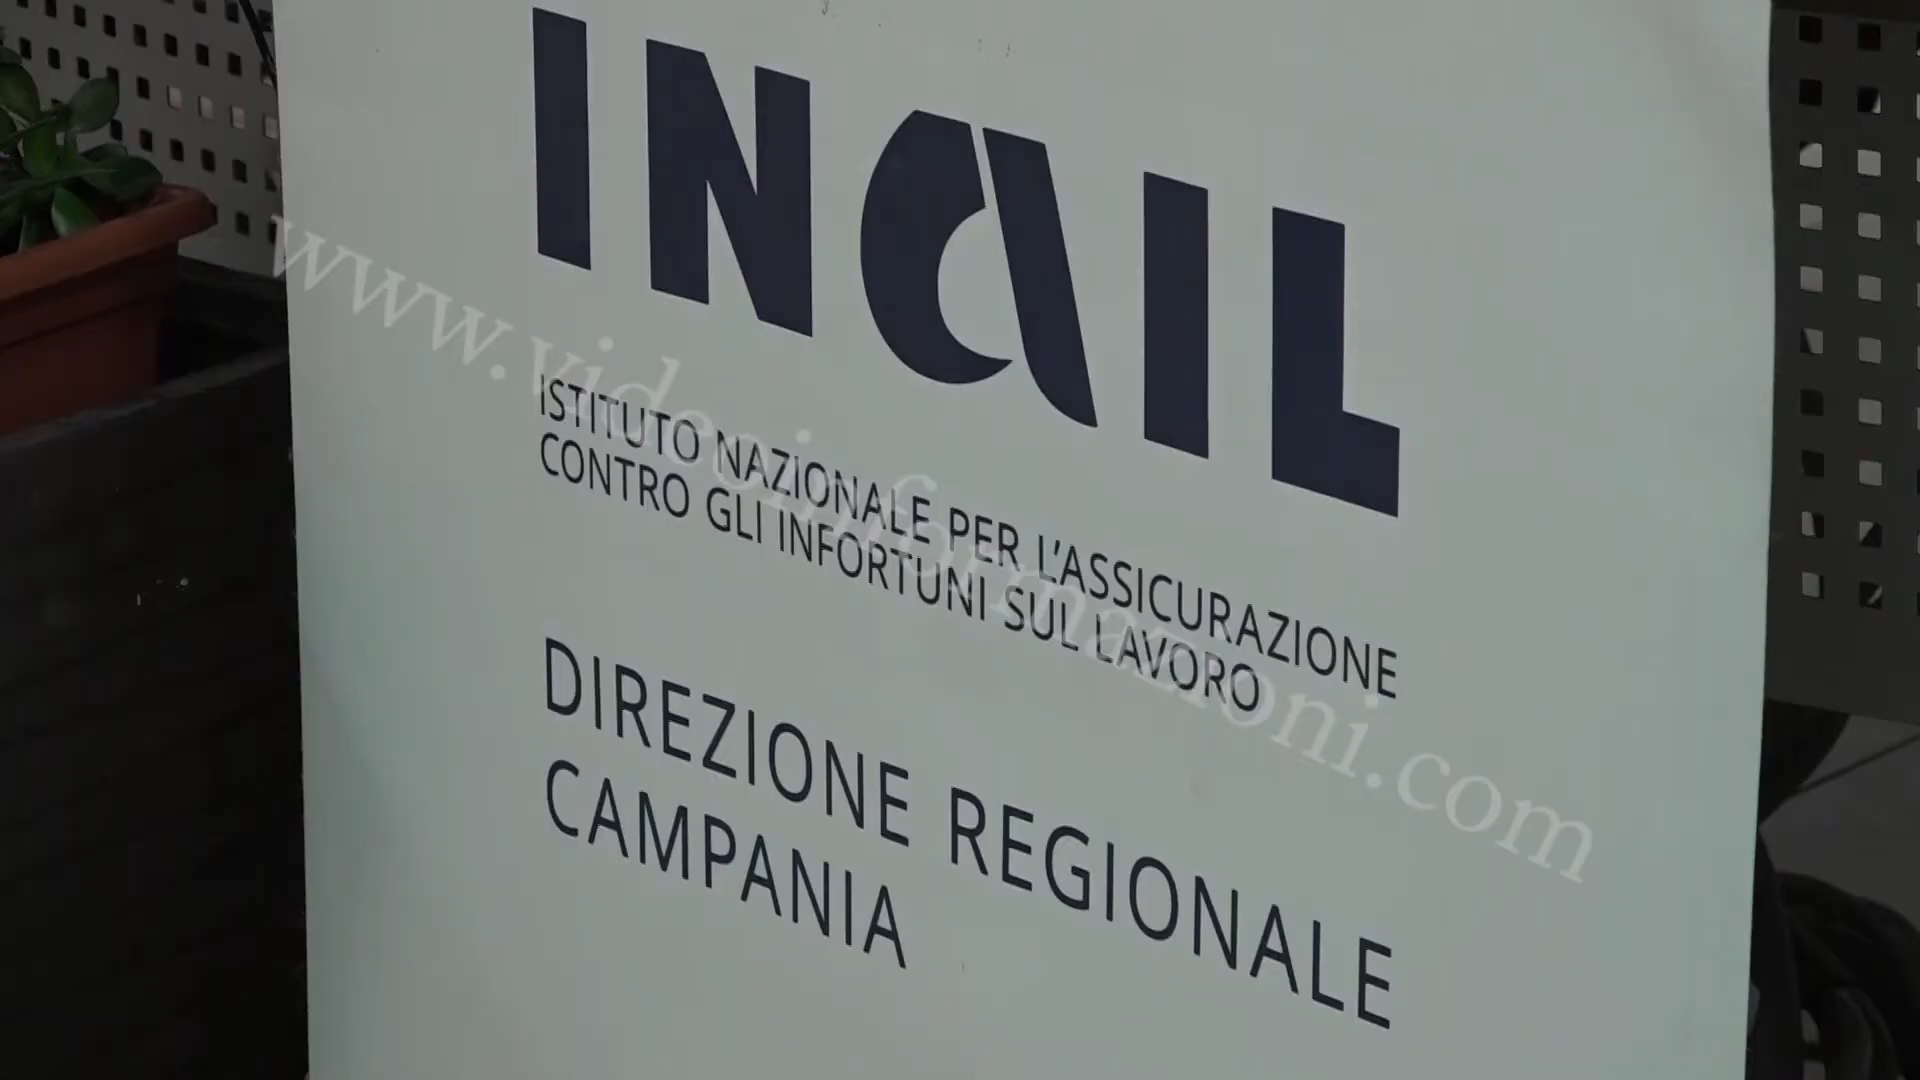 INAIL
ISTITUTO NAZIONALE PER L'ASSICURAZIONE
CONTRO GLI INFORTUNI SUL LAVORO
DIREZIONE REGIONALE
CAMPANIA
www.videoinformazioni.com